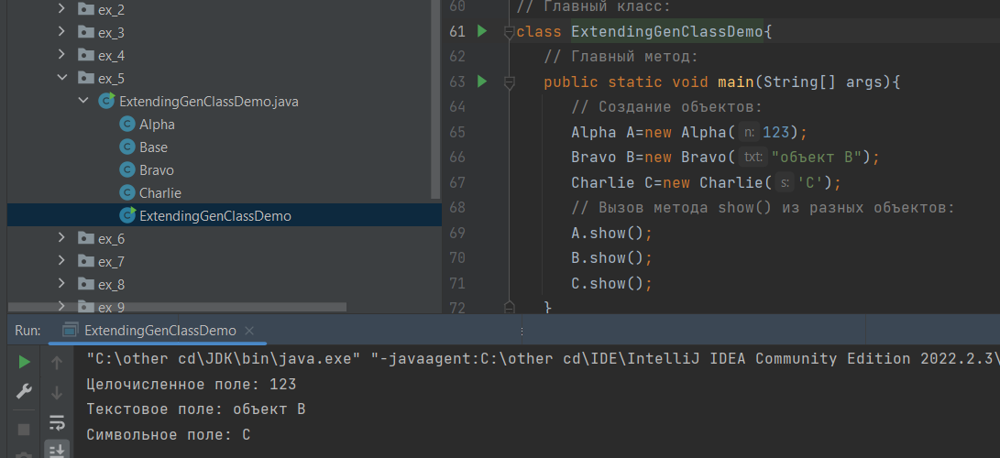 ex_2
ex_3
ex_4
ex_5
ExtendingGenClassDemo.java
Alpha
Base
Bravo
Charlie
ExtendingGenClassDemo
ex_6
ex_7
ex_8
ex_9
60 // Главный класс:
61 class ExtendingGenClassDemo{
62 // Главный метод:
63 public static void main(String[] args){
64 // Создание объектов:
65 Alpha A=new Alpha( n: 123);
66 Bravo B=new Bravo( txt: "объект B");
67 Charlie C=new Charlie( s: 'C');
68 // Вызов метода show() из разных объектов:
69 A.show();
70 B.show();
71 C.show();
72 }
Run: ExtendingGenClassDemo
"C:\other cd\JDK\bin\java.exe" "-javaagent:C:\other cd\IDE\IntelliJ IDEA Community Edition 2022.2.3\
Целочисленное поле: 123
Текстовое поле: объект B
Символьное поле: C